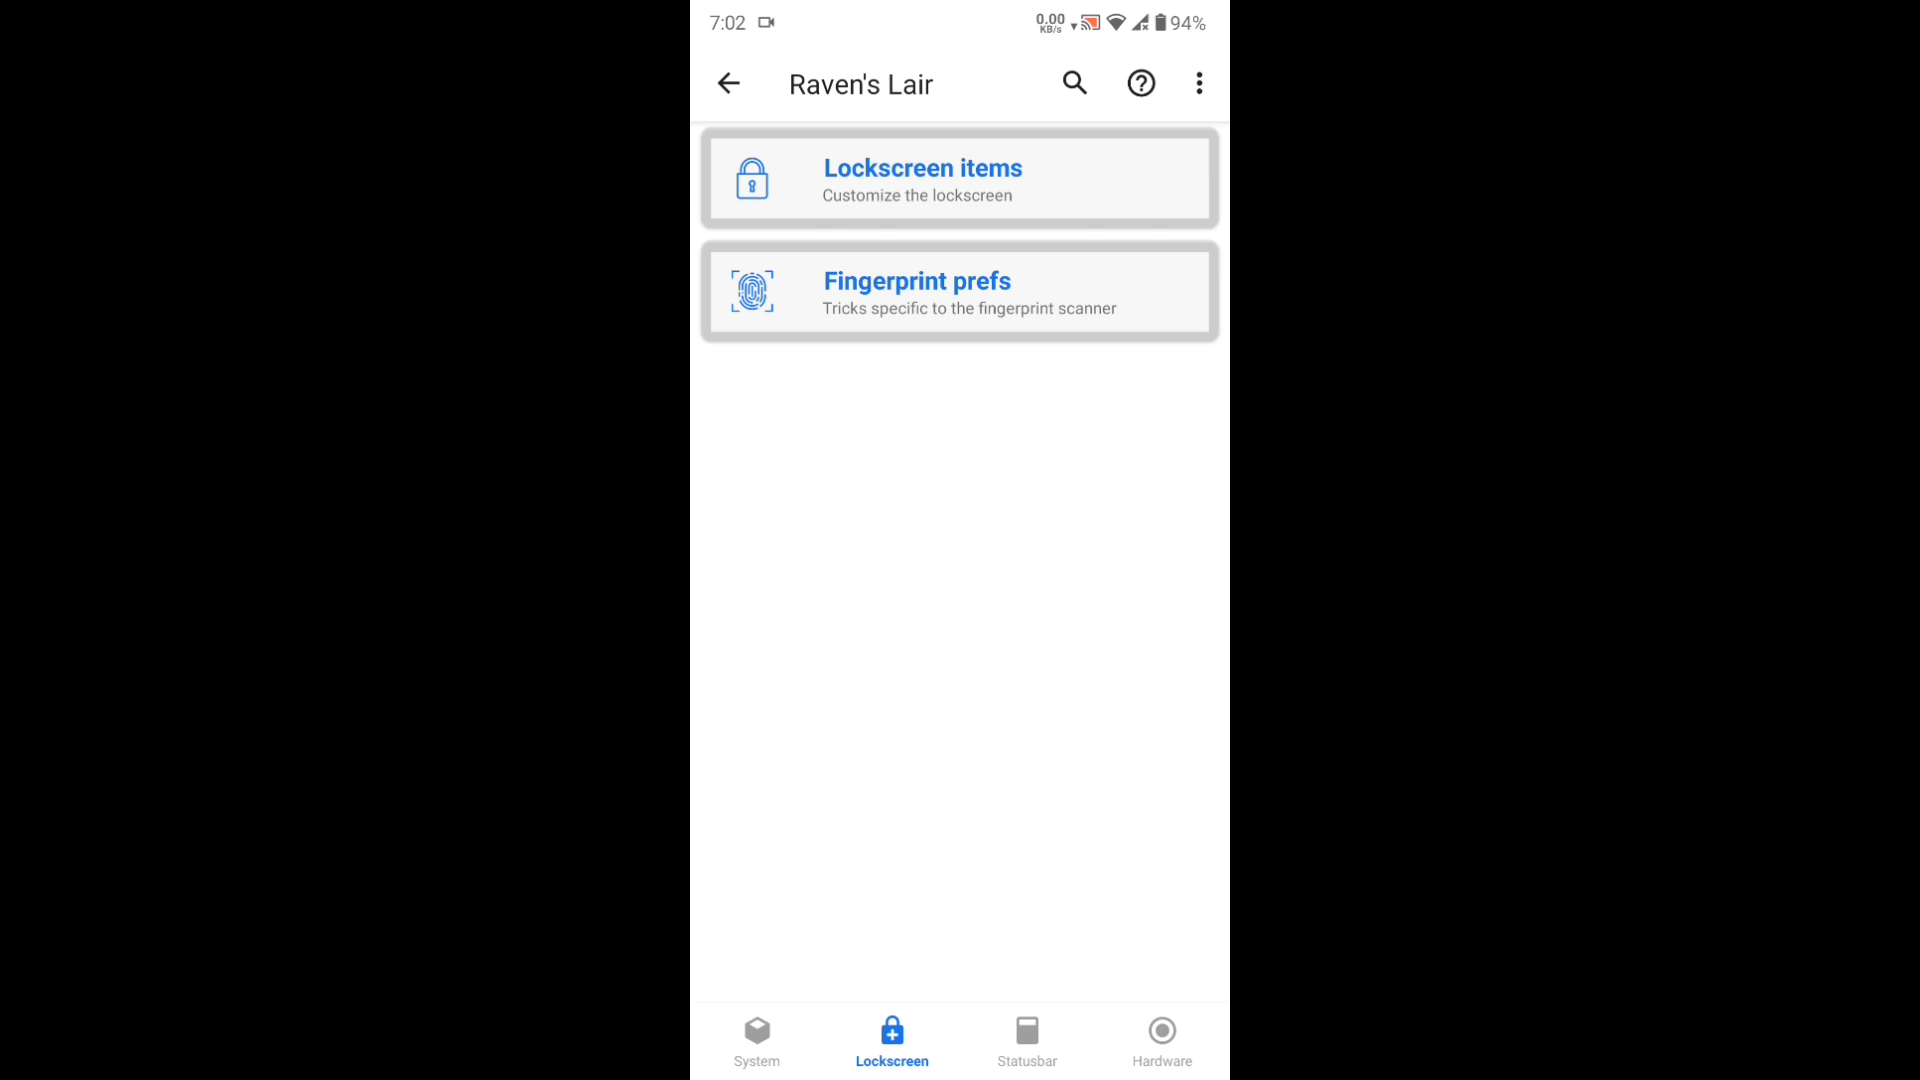 7:02
0.00
KB/s
94%
Raven's Lair
Lockscreen items
Customize the lockscreen
Fingerprint prefs
Tricks specific to the fingerprint scanner
System
Lockscreen
Statusbar
Hardware